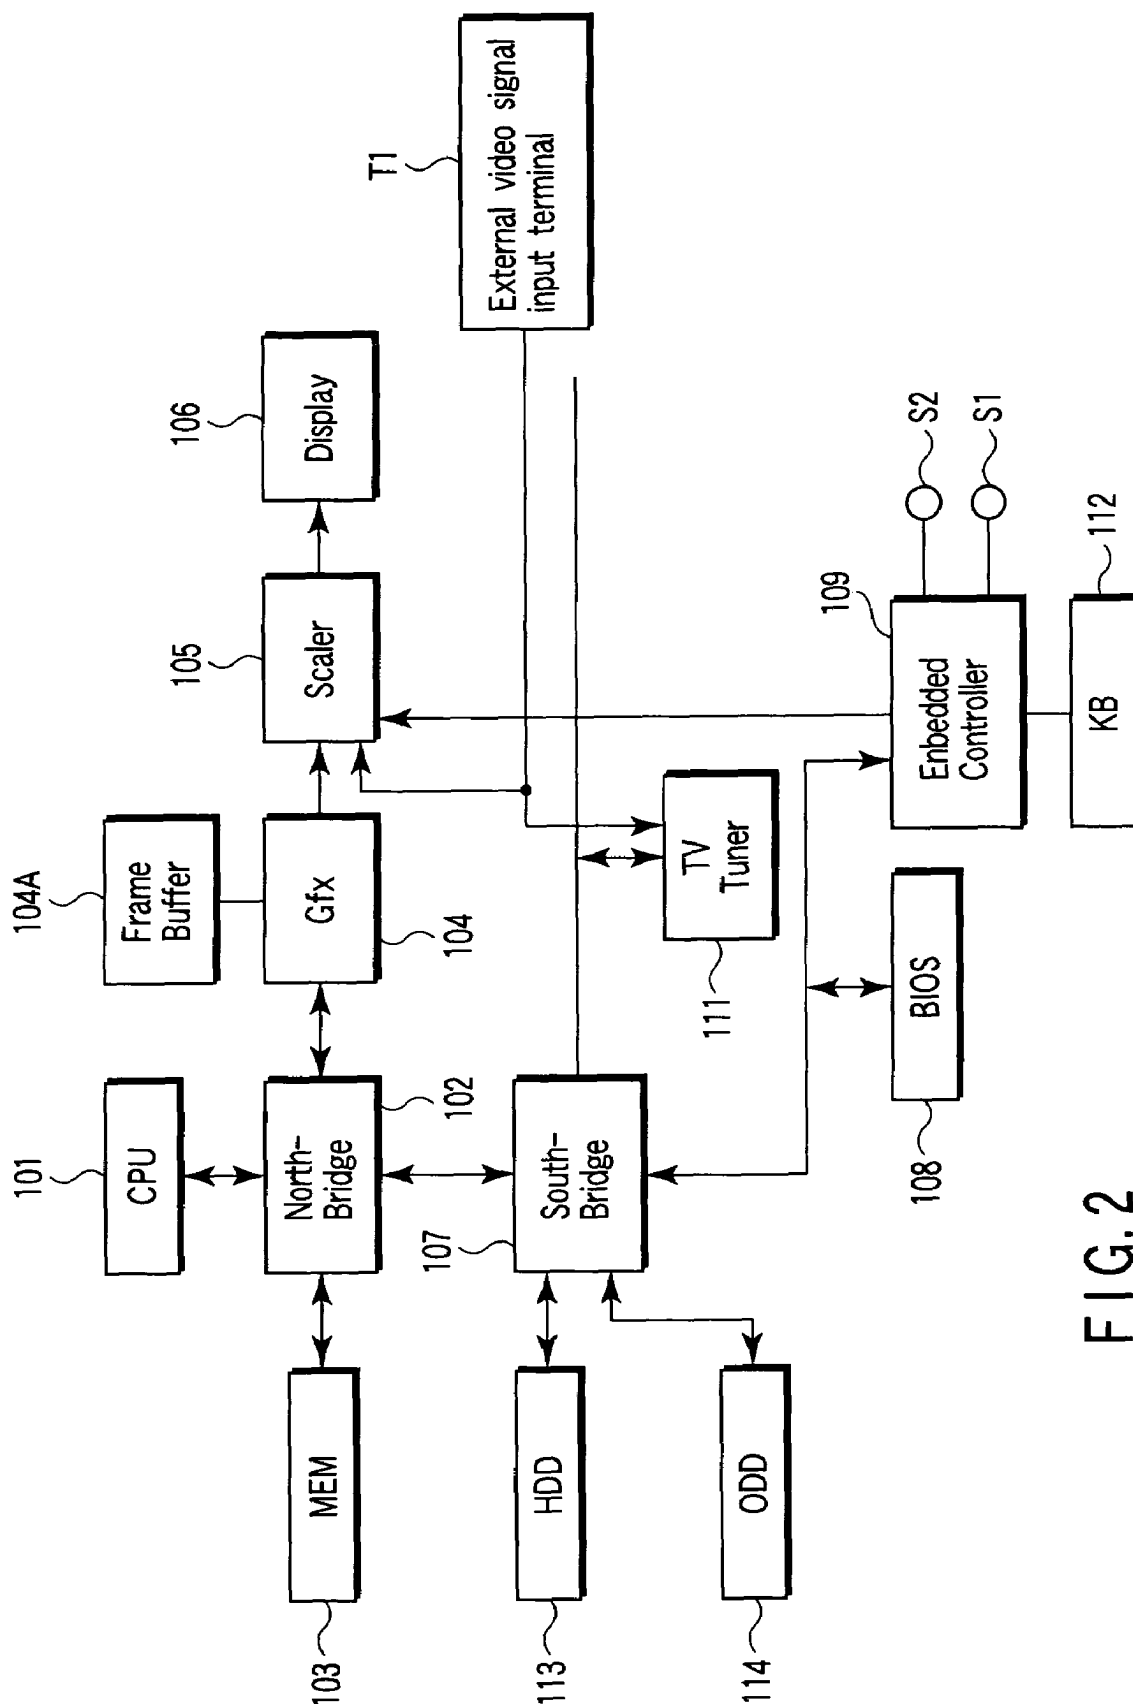 101
CPU
104A
Frame
Buffer
106
Display
T1
External video signal
input terminal
105
Scaler
103
MEM
North-
Bridge
102
Gfx
104
107
South-
Bridge
113
HDD
114
ODD
TV
Tuner
111
109
Enbedded
Controller
S2
S1
108
BIOS
KB
112
FIG. 2